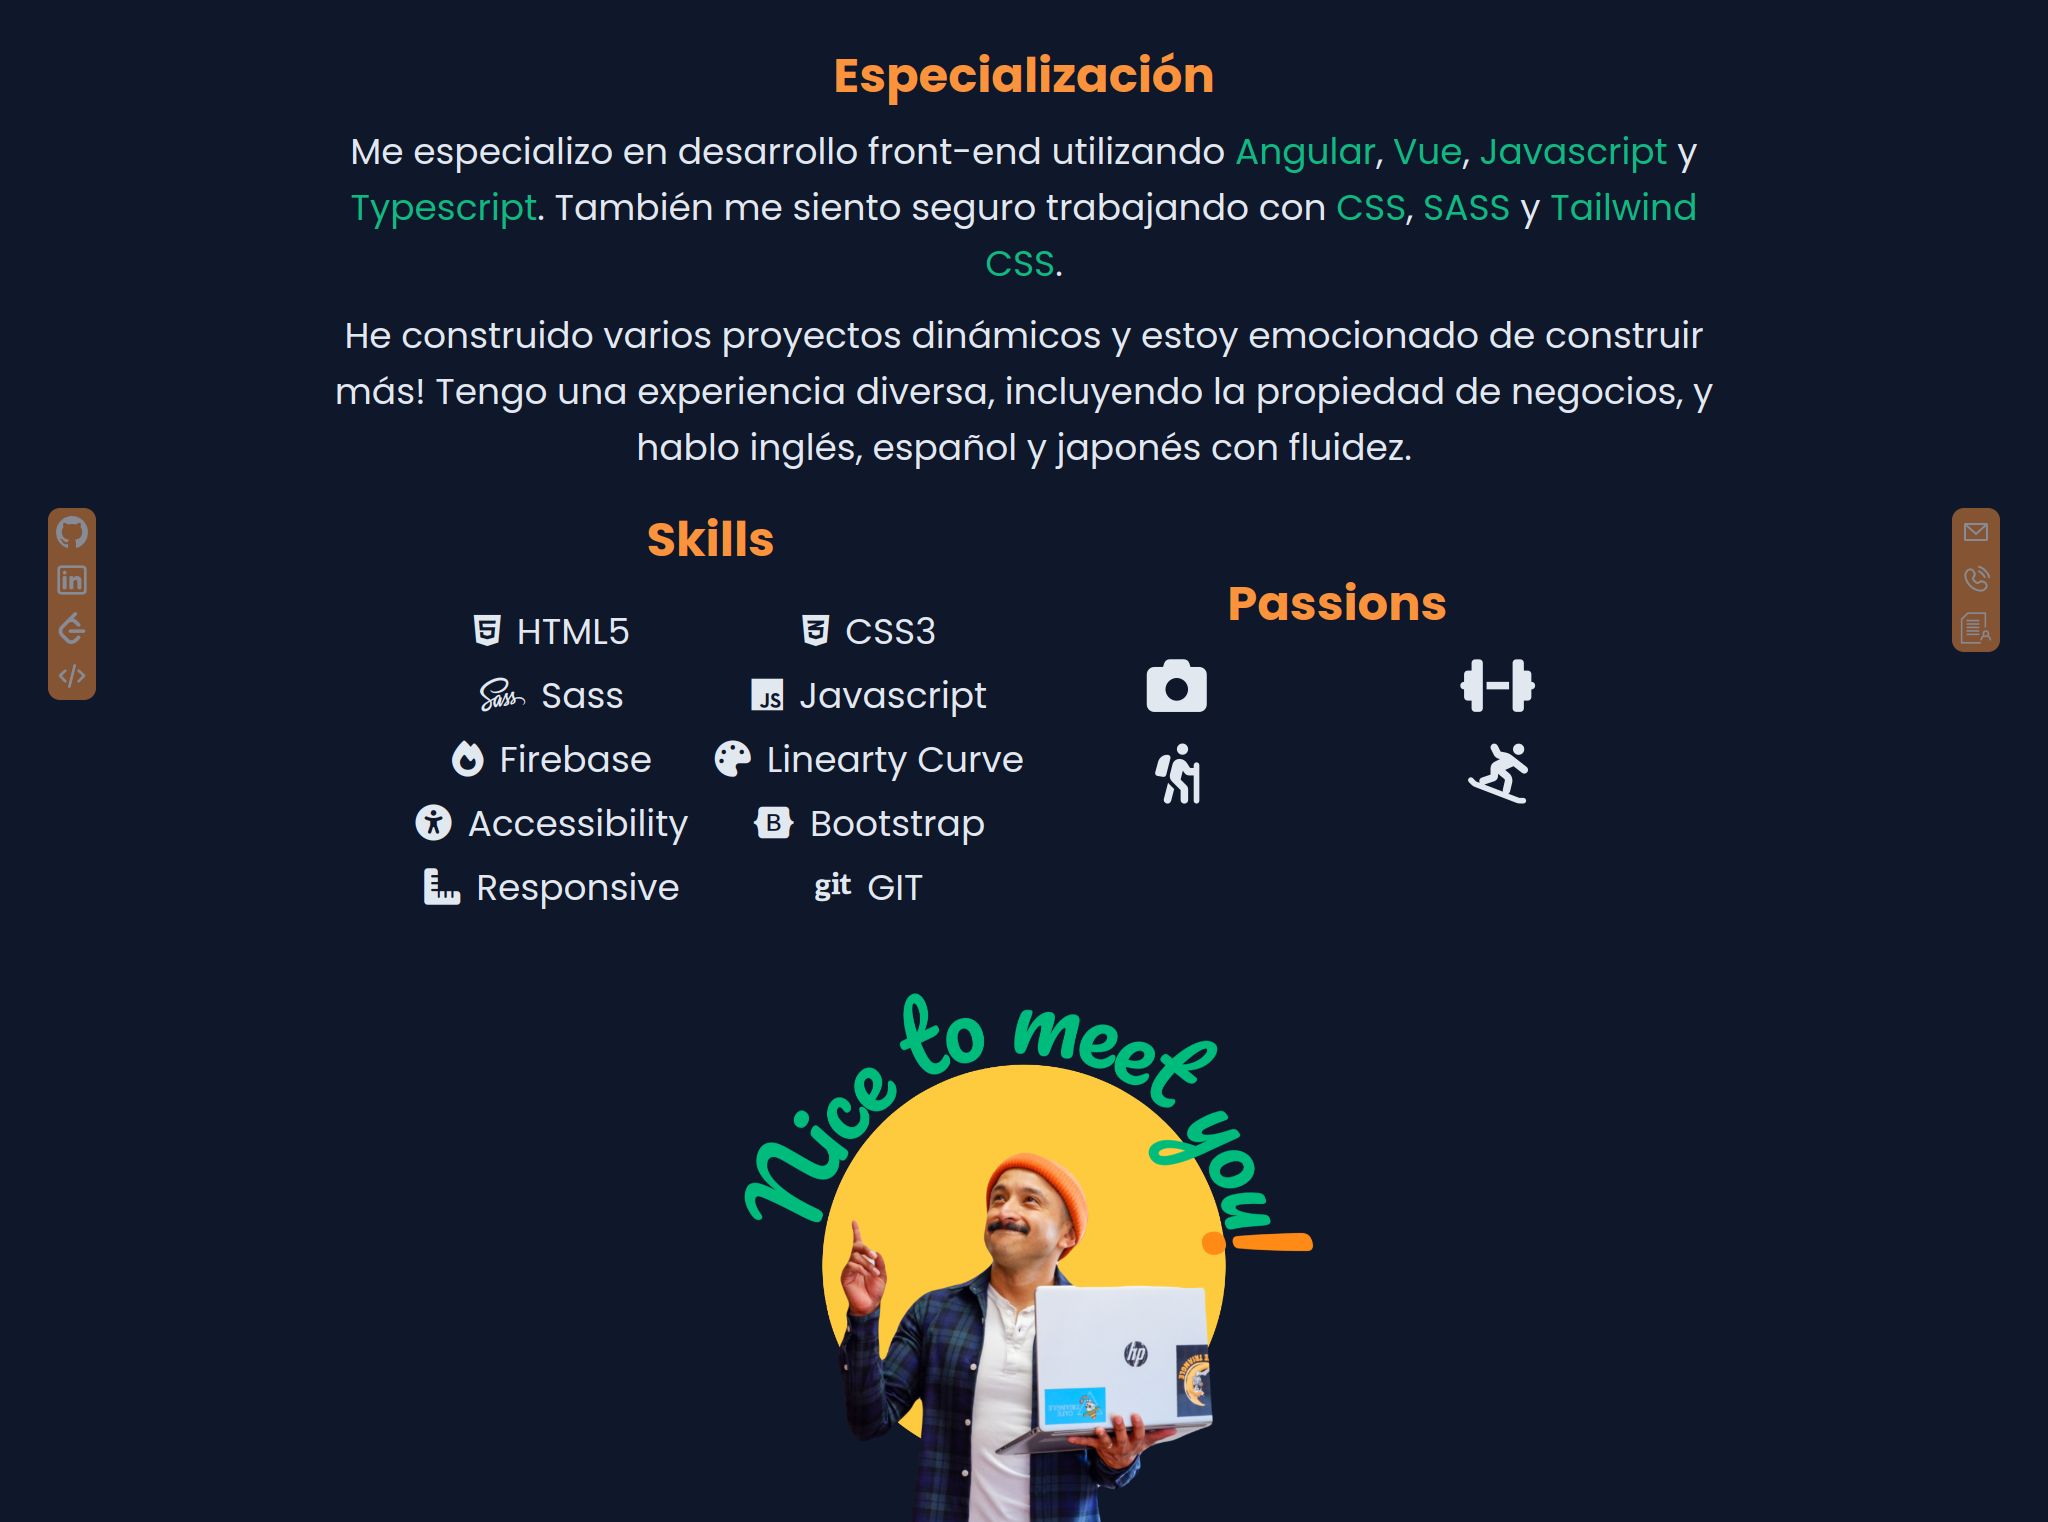 Especialización
Me especializo en desarrollo front-end utilizando Angular, Vue, Javascript y
Typescript. También me siento seguro trabajando con CSS, SASS y Tailwind
CSS.
He construido varios proyectos dinámicos y estoy emocionado de construir
más! Tengo una experiencia diversa, incluyendo la propiedad de negocios, y
hablo inglés, español y japonés con fluidez.
Skills
HTML5
CSS3
Sass Sass
JS Javascript
Firebase
Linearty Curve
Accessibility
B Bootstrap
Responsive
git GIT
Passions
Nice to meet you!
hp